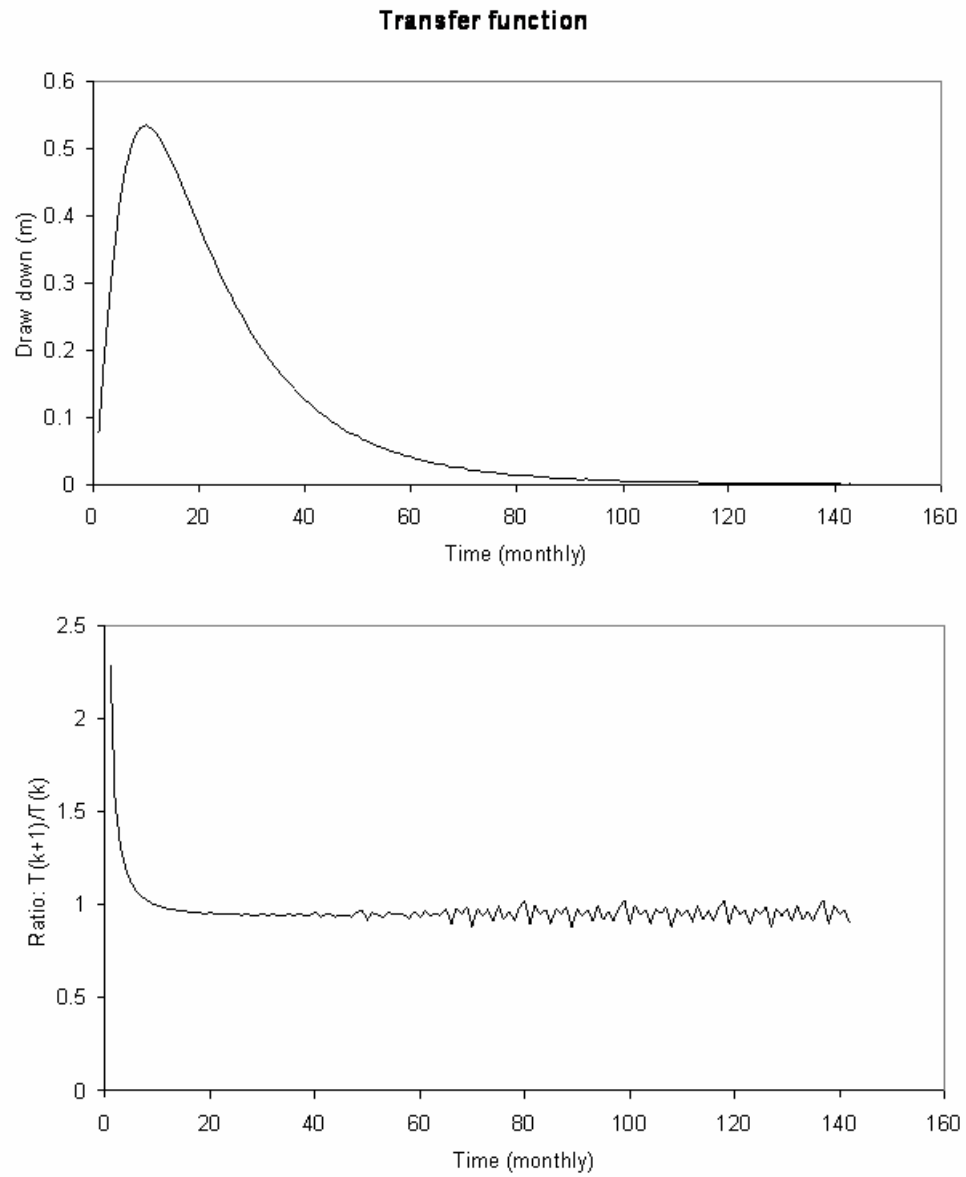 Transfer function
0.6
0.5
0.4
0.3
0.2
0.1
0
Draw down (m)
0 20 40 60 80 100 120 140 160
Time (monthly)
2.5
2
1.5
1
0.5
0
Ratio: T(k+1)/T(k)
0 20 40 60 80 100 120 140 160
Time (monthly)